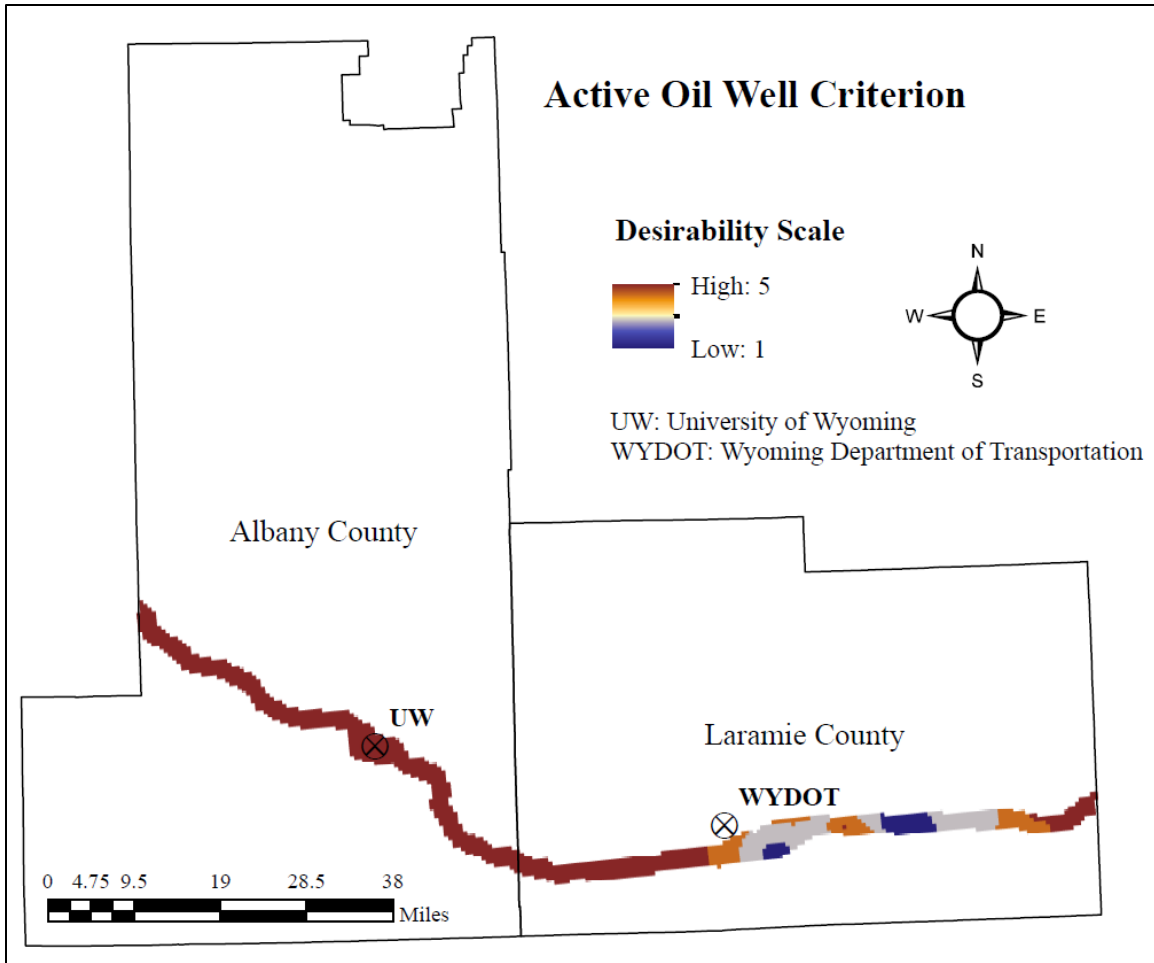 Active Oil Well Criterion
Desirability Scale
High: 5
Low: 1
N
W
E
S
UW: University of Wyoming
WYDOT: Wyoming Department of Transportation
Albany County
UW
Laramie County
WYDOT
0 4.75 9.5 19 28.5 38
Miles